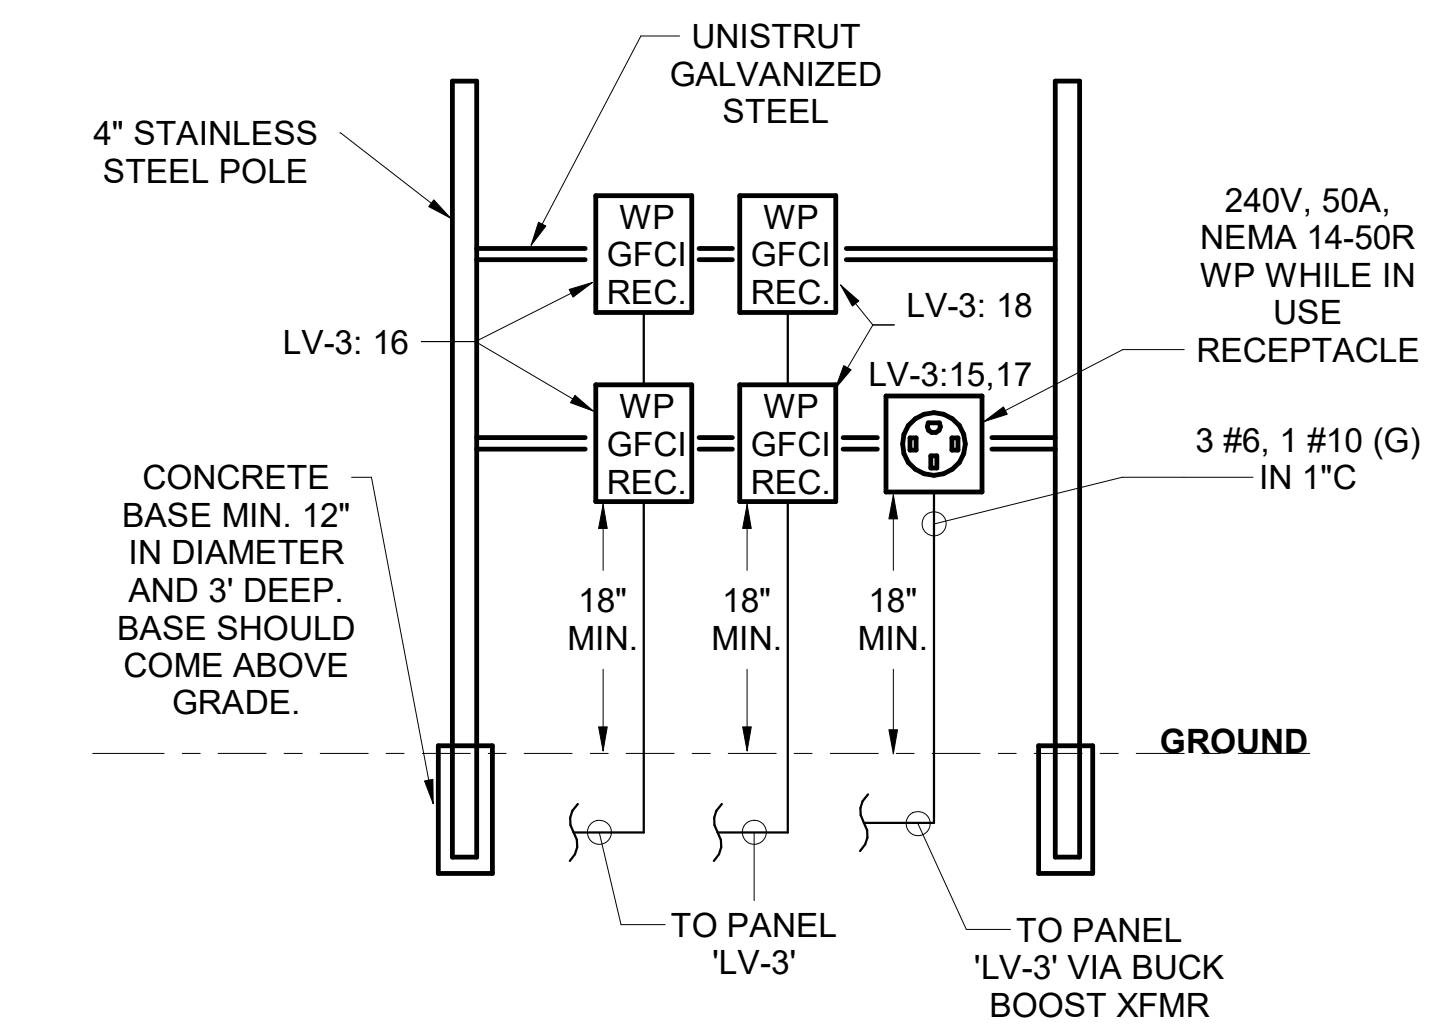 UNISTRUT
GALVANIZED
STEEL
4" STAINLESS
STEEL POLE
240V, 50A,
NEMA 14-50R
WP WHILE IN
USE
RECEPTACLE
WP
GFCI
REC.
WP
GFCI
REC.
LV-3: 16
LV-3: 18
LV-3:15,17
WP
GFCI
REC.
WP
GFCI
REC.
3 #6, 1 #10 (G)
IN 1"C
CONCRETE
BASE MIN. 12"
IN DIAMETER
AND 3' DEEP.
BASE SHOULD
COME ABOVE
GRADE.
18"
MIN.
18"
MIN.
18"
MIN.
GROUND
TO PANEL
'LV-3'
TO PANEL
'LV-3' VIA BUCK
BOOST XFMR